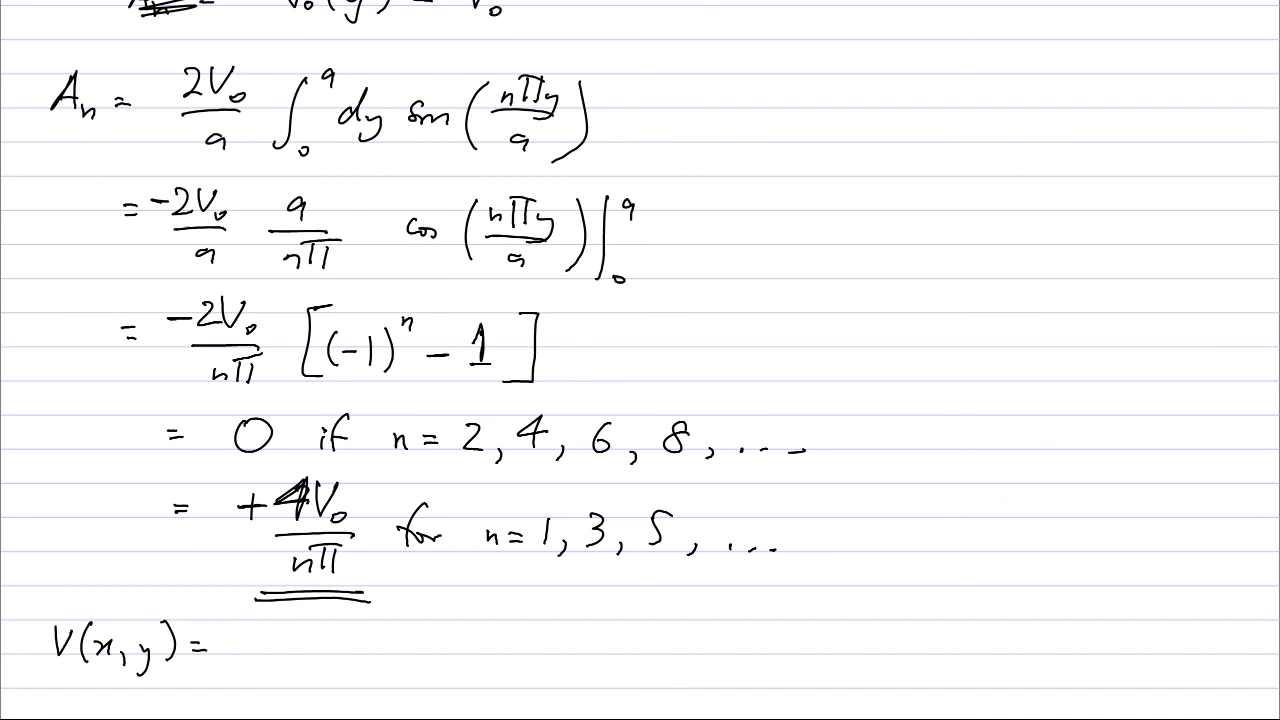 V₀(y) = V₀
Aₙ = 2V₀/a ∫₀ᵃ dy sin (nπy/a)
= -2V₀/a a/nπ cos (nπy/a)|₀ᵃ
= -2V₀/nπ [(-1)ⁿ - 1]
= 0 if n = 2, 4, 6, 8, ...
= +4V₀/nπ for n = 1, 3, 5, ...
V(x, y) =